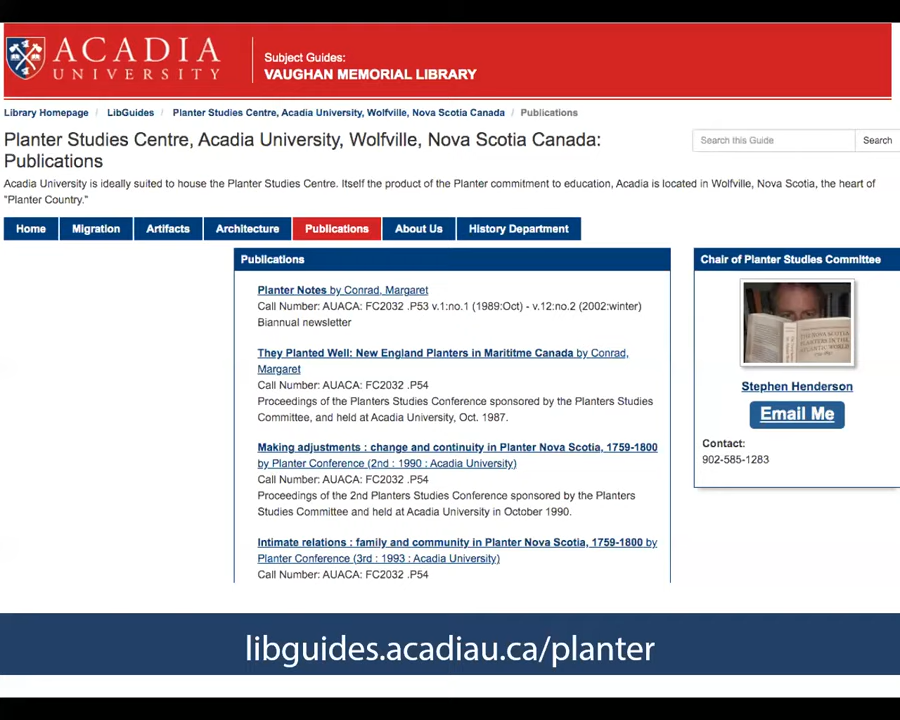 ACADIA
UNIVERSITY
Subject Guides:
VAUGHAN MEMORIAL LIBRARY
Library Homepage / LibGuides / Planter Studies Centre, Acadia University, Wolfville, Nova Scotia Canada / Publications
Planter Studies Centre, Acadia University, Wolfville, Nova Scotia Canada:
Publications
Search this Guide
Search
Acadia University is ideally suited to house the Planter Studies Centre. Itself the product of the Planter commitment to education, Acadia is located in Wolfville, Nova Scotia, the heart of
"Planter Country."
Home Migration Artifacts Architecture Publications About Us History Department
Publications
Planter Notes by Conrad, Margaret
Call Number: AUACA: FC2032 .P53 v.1:no.1 (1989:Oct) - v.12:no.2 (2002:winter)
Biannual newsletter
They Planted Well: New England Planters in Marititme Canada by Conrad,
Margaret
Call Number: AUACA: FC2032 .P54
Proceedings of the Planters Studies Conference sponsored by the Planters Studies
Committee, and held at Acadia University, Oct. 1987.
Making adjustments : change and continuity in Planter Nova Scotia, 1759-1800
by Planter Conference (2nd : 1990 : Acadia University)
Call Number: AUACA: FC2032 .P54
Proceedings of the 2nd Planters Studies Conference sponsored by the Planters
Studies Committee and held at Acadia University in October 1990.
Intimate relations : family and community in Planter Nova Scotia, 1759-1800 by
Planter Conference (3rd : 1993 : Acadia University)
Call Number: AUACA: FC2032 .P54
Chair of Planter Studies Committee
THE NOVA SCOTIA
PLANTERS IN THE
ATLANTIC WORLD
Stephen Henderson
Email Me
Contact:
902-585-1283
libguides.acadiau.ca/planter